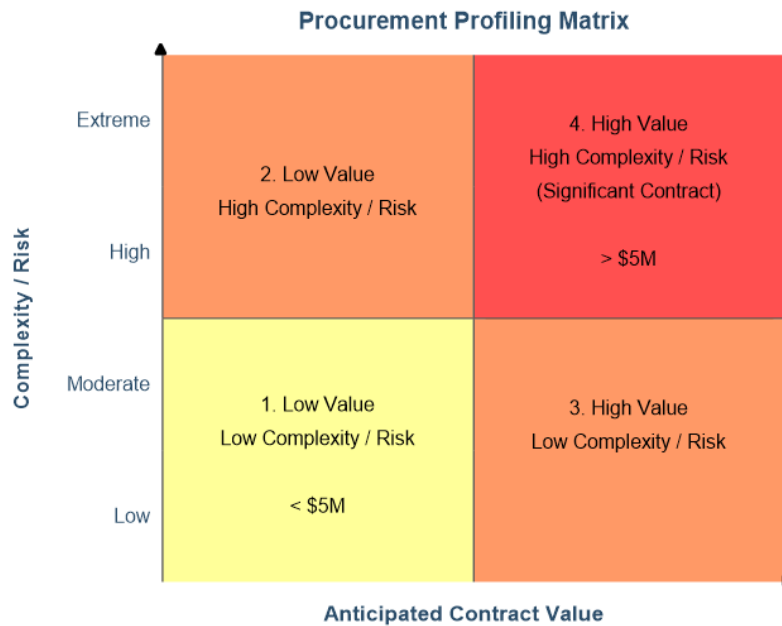 Procurement Profiling Matrix
Extreme
High
Moderate
Low
Complexity / Risk
2. Low Value
High Complexity / Risk
4. High Value
High Complexity / Risk
(Significant Contract)
> $5M
1. Low Value
Low Complexity / Risk
< $5M
3. High Value
Low Complexity / Risk
Anticipated Contract Value